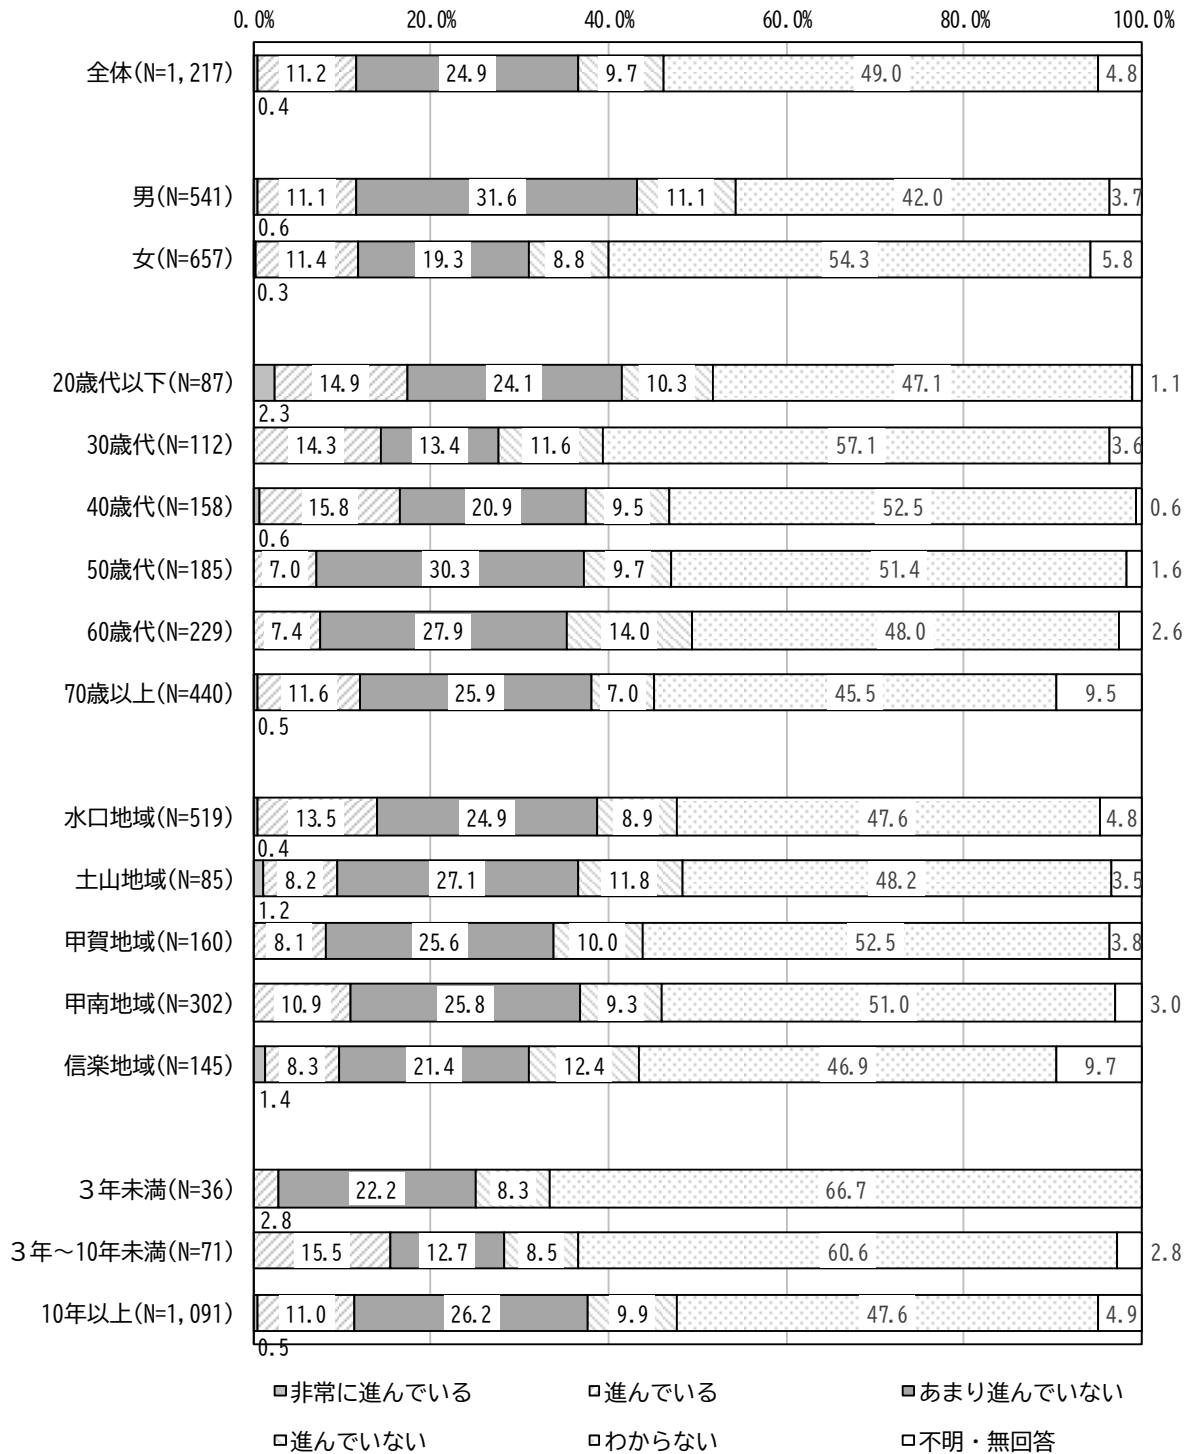 0.0% 20.0% 40.0% 60.0% 80.0% 100.0%
全体(N=1,217) 11.2 24.9 9.7 49.0 4.8
0.4
男(N=541) 11.1 31.6 11.1 42.0 3.7
0.6
女(N=657) 11.4 19.3 8.8 54.3 5.8
0.3
20歳代以下(N=87) 14.9 24.1 10.3 47.1 1.1
2.3
30歳代(N=112) 14.3 13.4 11.6 57.1 3.6
40歳代(N=158) 15.8 20.9 9.5 52.5 0.6
0.6
50歳代(N=185) 7.0 30.3 9.7 51.4 1.6
60歳代(N=229) 7.4 27.9 14.0 48.0 2.6
70歳以上(N=440) 11.6 25.9 7.0 45.5 9.5
0.5
水口地域(N=519) 13.5 24.9 8.9 47.6 4.8
0.4
土山地域(N=85) 8.2 27.1 11.8 48.2 3.5
1.2
甲賀地域(N=160) 8.1 25.6 10.0 52.5 3.8
甲南地域(N=302) 10.9 25.8 9.3 51.0 3.0
信楽地域(N=145) 8.3 21.4 12.4 46.9 9.7
1.4
３年未満(N=36) 22.2 8.3 66.7
2.8
３年～10年未満(N=71) 15.5 12.7 8.5 60.6 2.8
10年以上(N=1,091) 11.0 26.2 9.9 47.6 4.9
0.5
非常に進んでいる 進んでいる あまり進んでいない
進んでいない わからない 不明・無回答